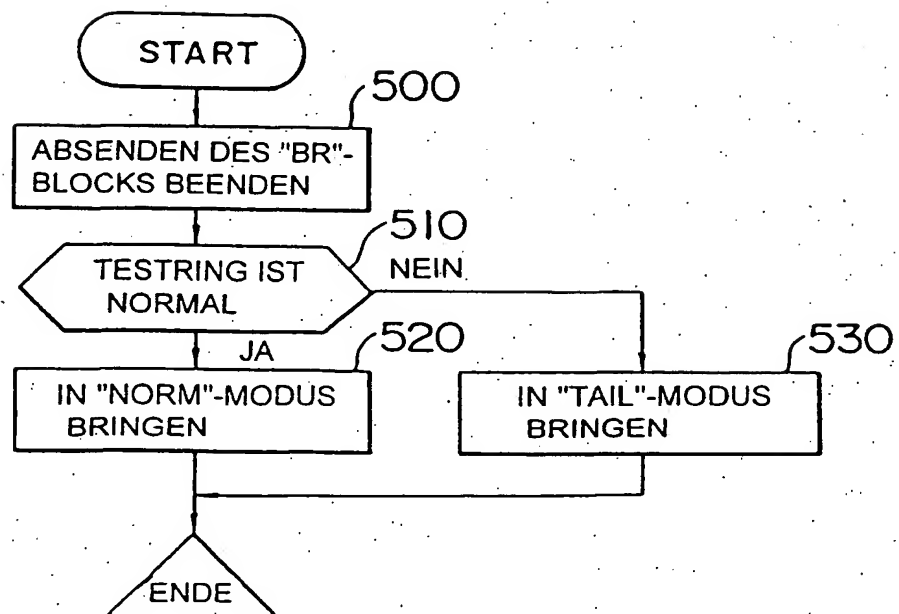 START
500
ABSENDEN DES "BR"-
BLOCKS BEENDEN
510
TESTRING IST
NORMAL
NEIN
JA
520
IN "NORM"-MODUS
BRINGEN
530
IN "TAIL"-MODUS
BRINGEN
ENDE